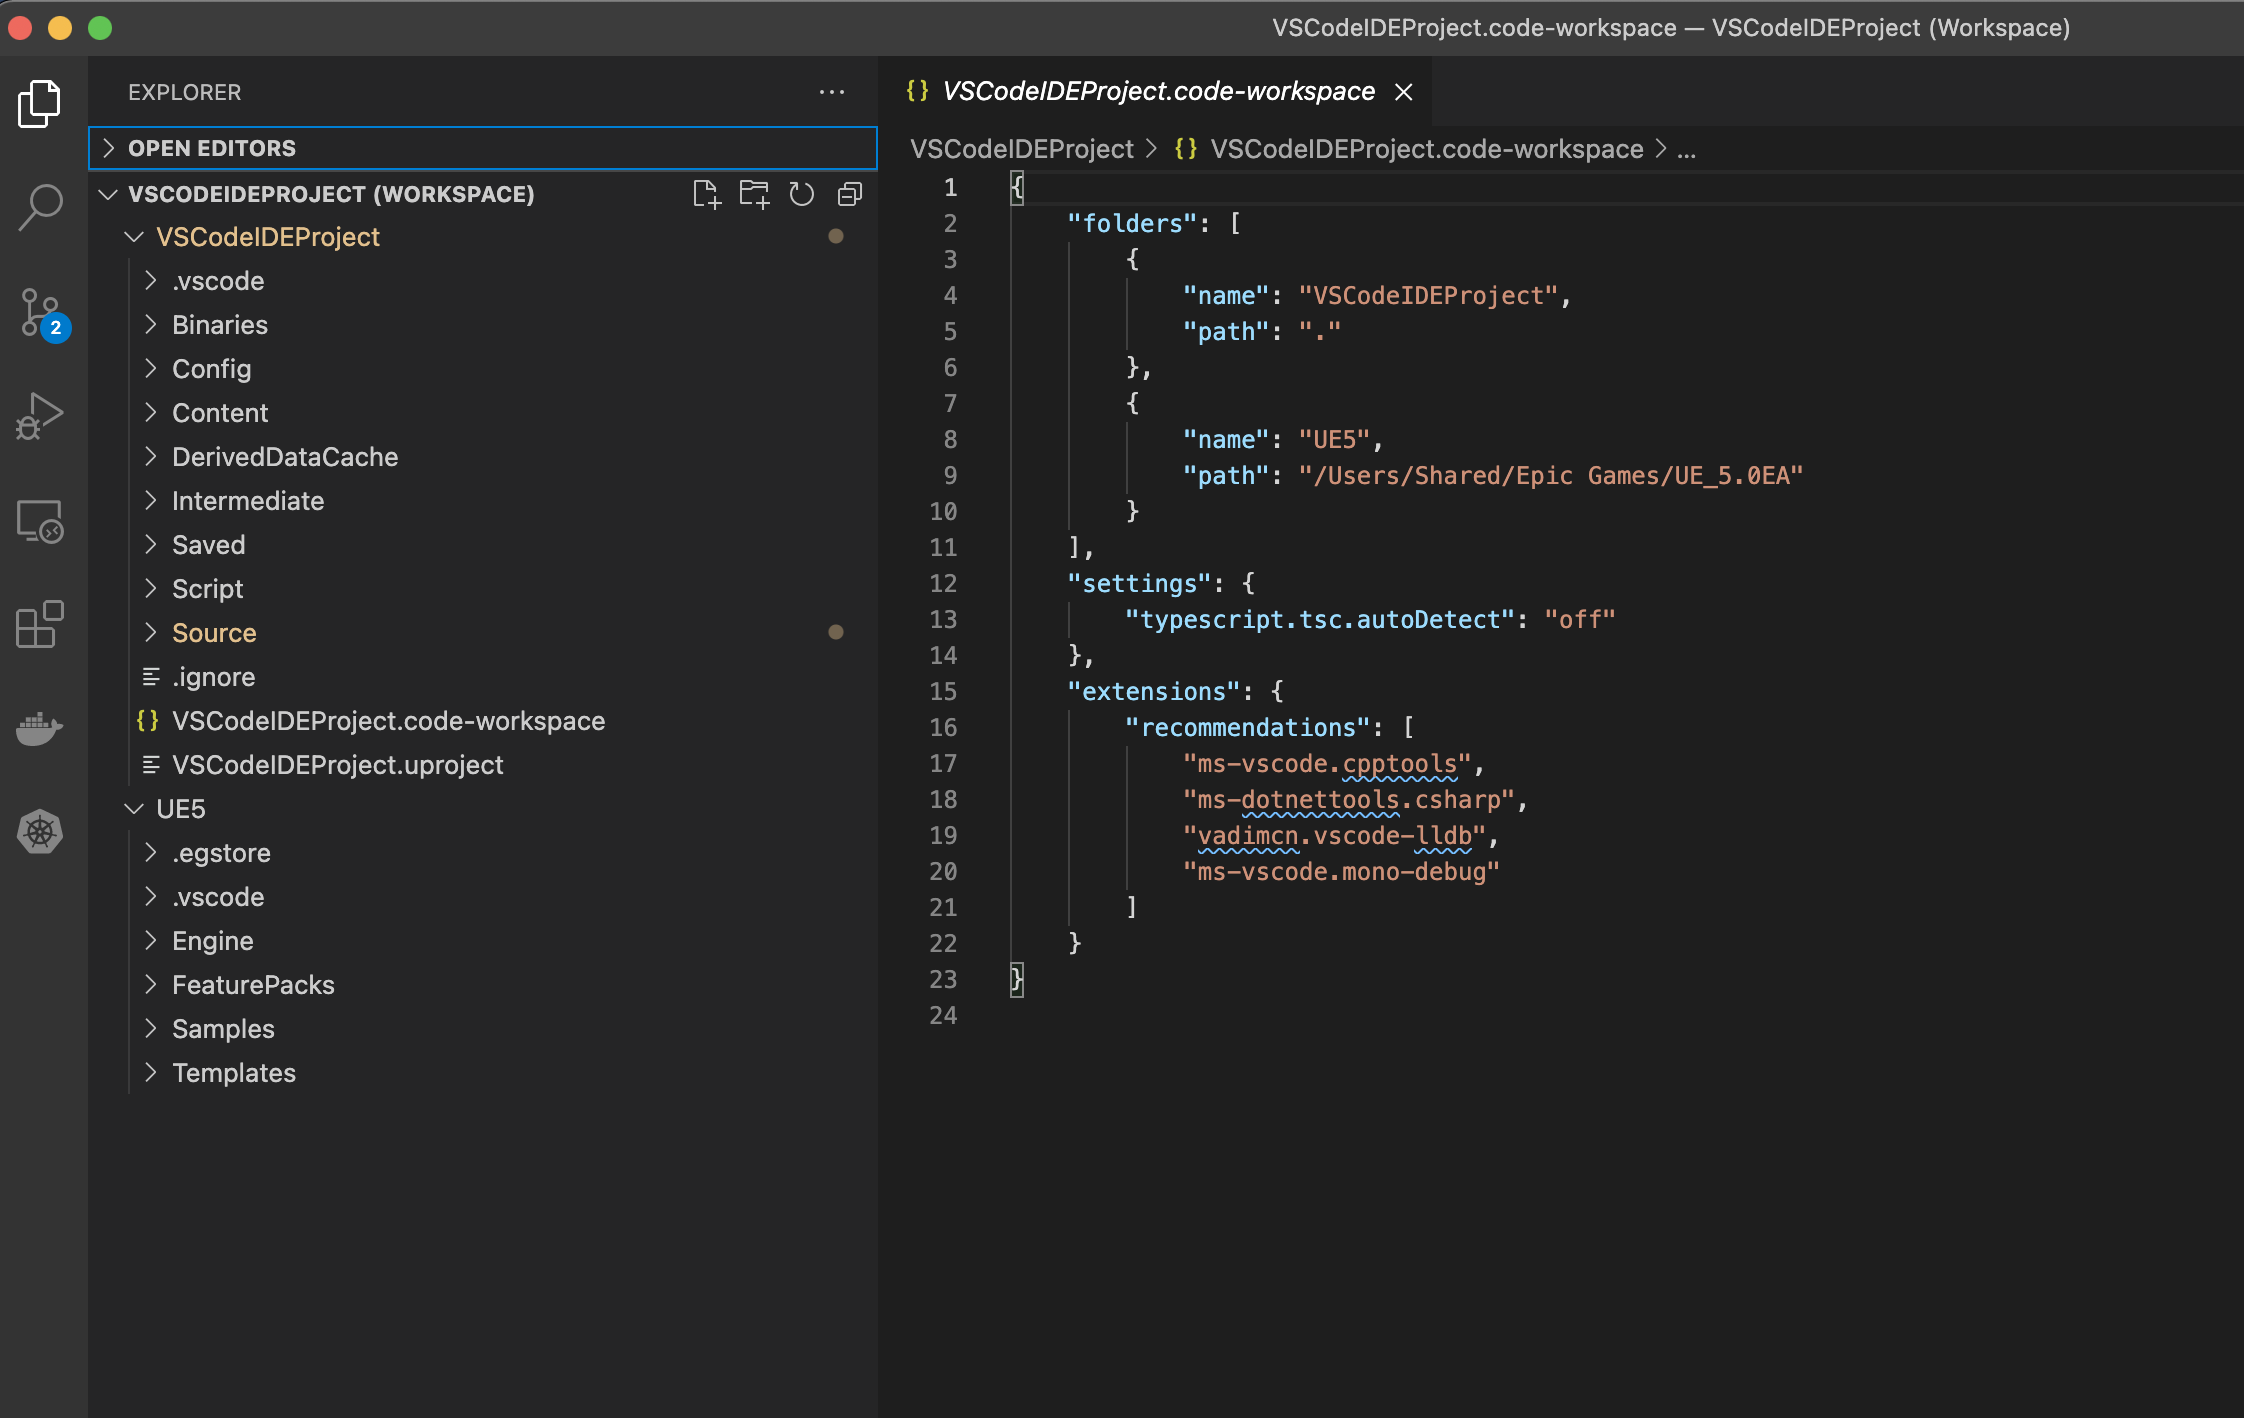 VSCodeIDEProject.code-workspace — VSCodeIDEProject (Workspace)
EXPLORER
OPEN EDITORS
VSCODEIDEPROJECT (WORKSPACE)
VSCodeIDEProject
.vscode
Binaries
Config
Content
DerivedDataCache
Intermediate
Saved
Script
Source
.ignore
{} VSCodeIDEProject.code-workspace
VSCodeIDEProject.uproject
UE5
.egstore
.vscode
Engine
FeaturePacks
Samples
Templates
2
{} VSCodeIDEProject.code-workspace
VSCodeIDEProject > {} VSCodeIDEProject.code-workspace > ...
1 {
2 "folders": [
3 {
4 "name": "VSCodeIDEProject",
5 "path": "."
6 },
7 {
8 "name": "UE5",
9 "path": "/Users/Shared/Epic Games/UE_5.0EA"
10 }
11 ],
12 "settings": {
13 "typescript.tsc.autoDetect": "off"
14 },
15 "extensions": {
16 "recommendations": [
17 "ms-vscode.cpptools",
18 "ms-dotnettools.csharp",
19 "vadimcn.vscode-lldb",
20 "ms-vscode.mono-debug"
21 ]
22 }
23 }
24